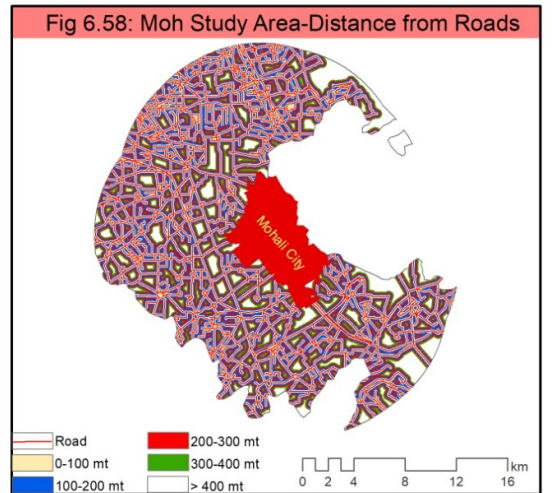 Fig 6.58: Moh Study Area-Distance from Roads
Mohali City
Road
0-100 mt
100-200 mt
200-300 mt
300-400 mt
> 400 mt
km
0 2 4 8 12 16